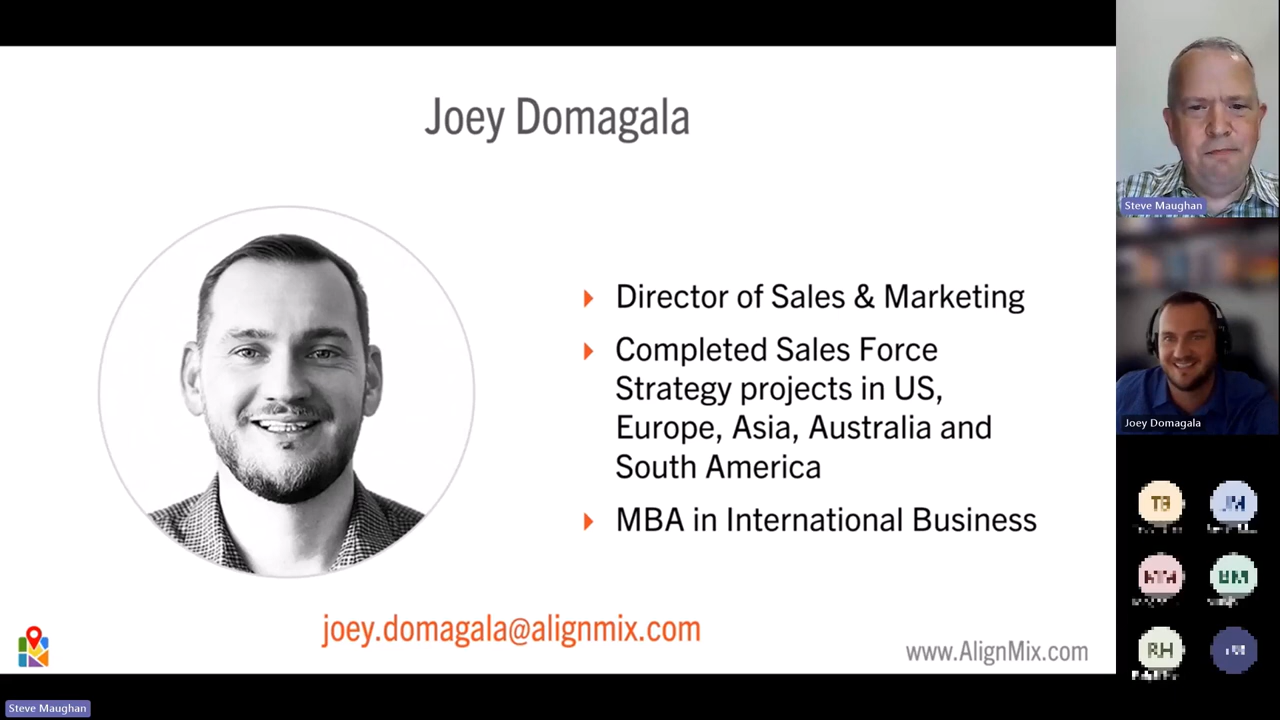 Joey Domagala
Director of Sales & Marketing
Completed Sales Force
Strategy projects in US,
Europe, Asia, Australia and
South America
MBA in International Business
joey.domagala@alignmix.com
www.AlignMix.com
Steve Maughan
Joey Domagala
RH
Steve Maughan